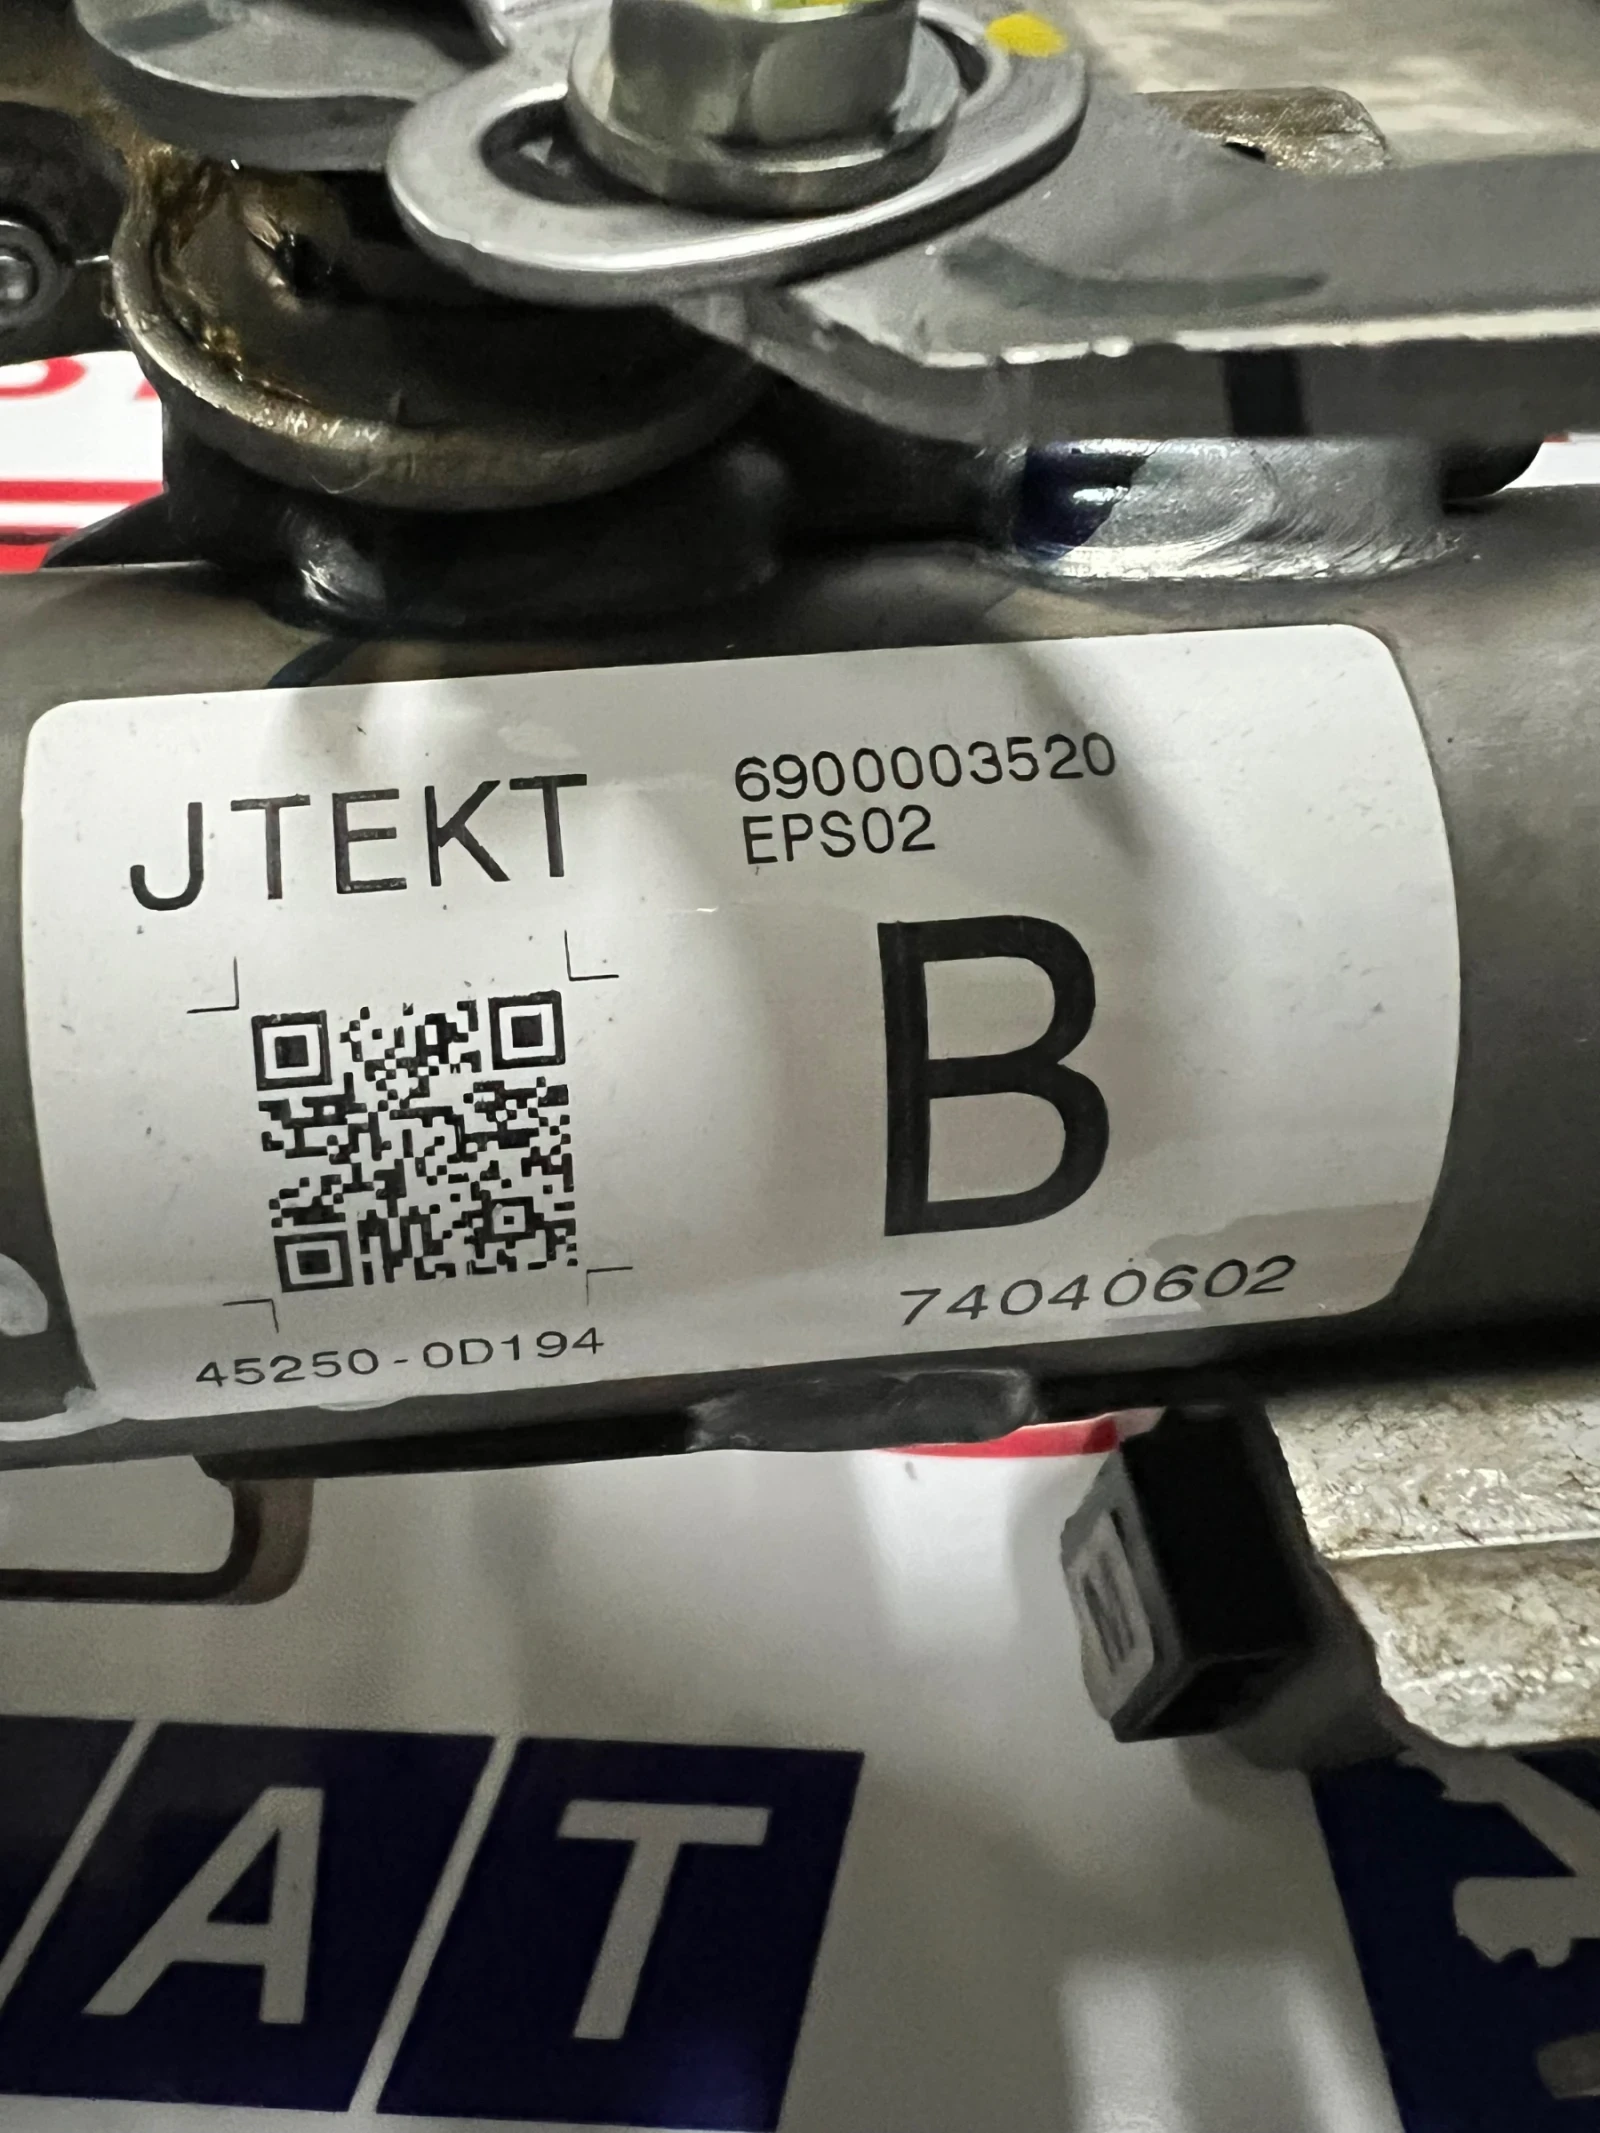 JTEKT
6900003520
EPS02
B
74040602
45250-0D194
AT